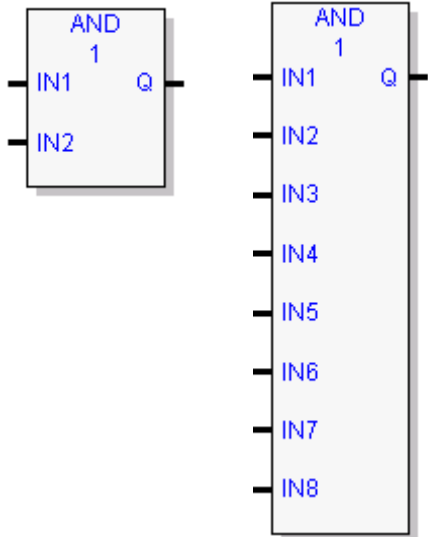 AND
1
IN1 Q
IN2
AND
1
IN1 Q
IN2
IN3
IN4
IN5
IN6
IN7
IN8